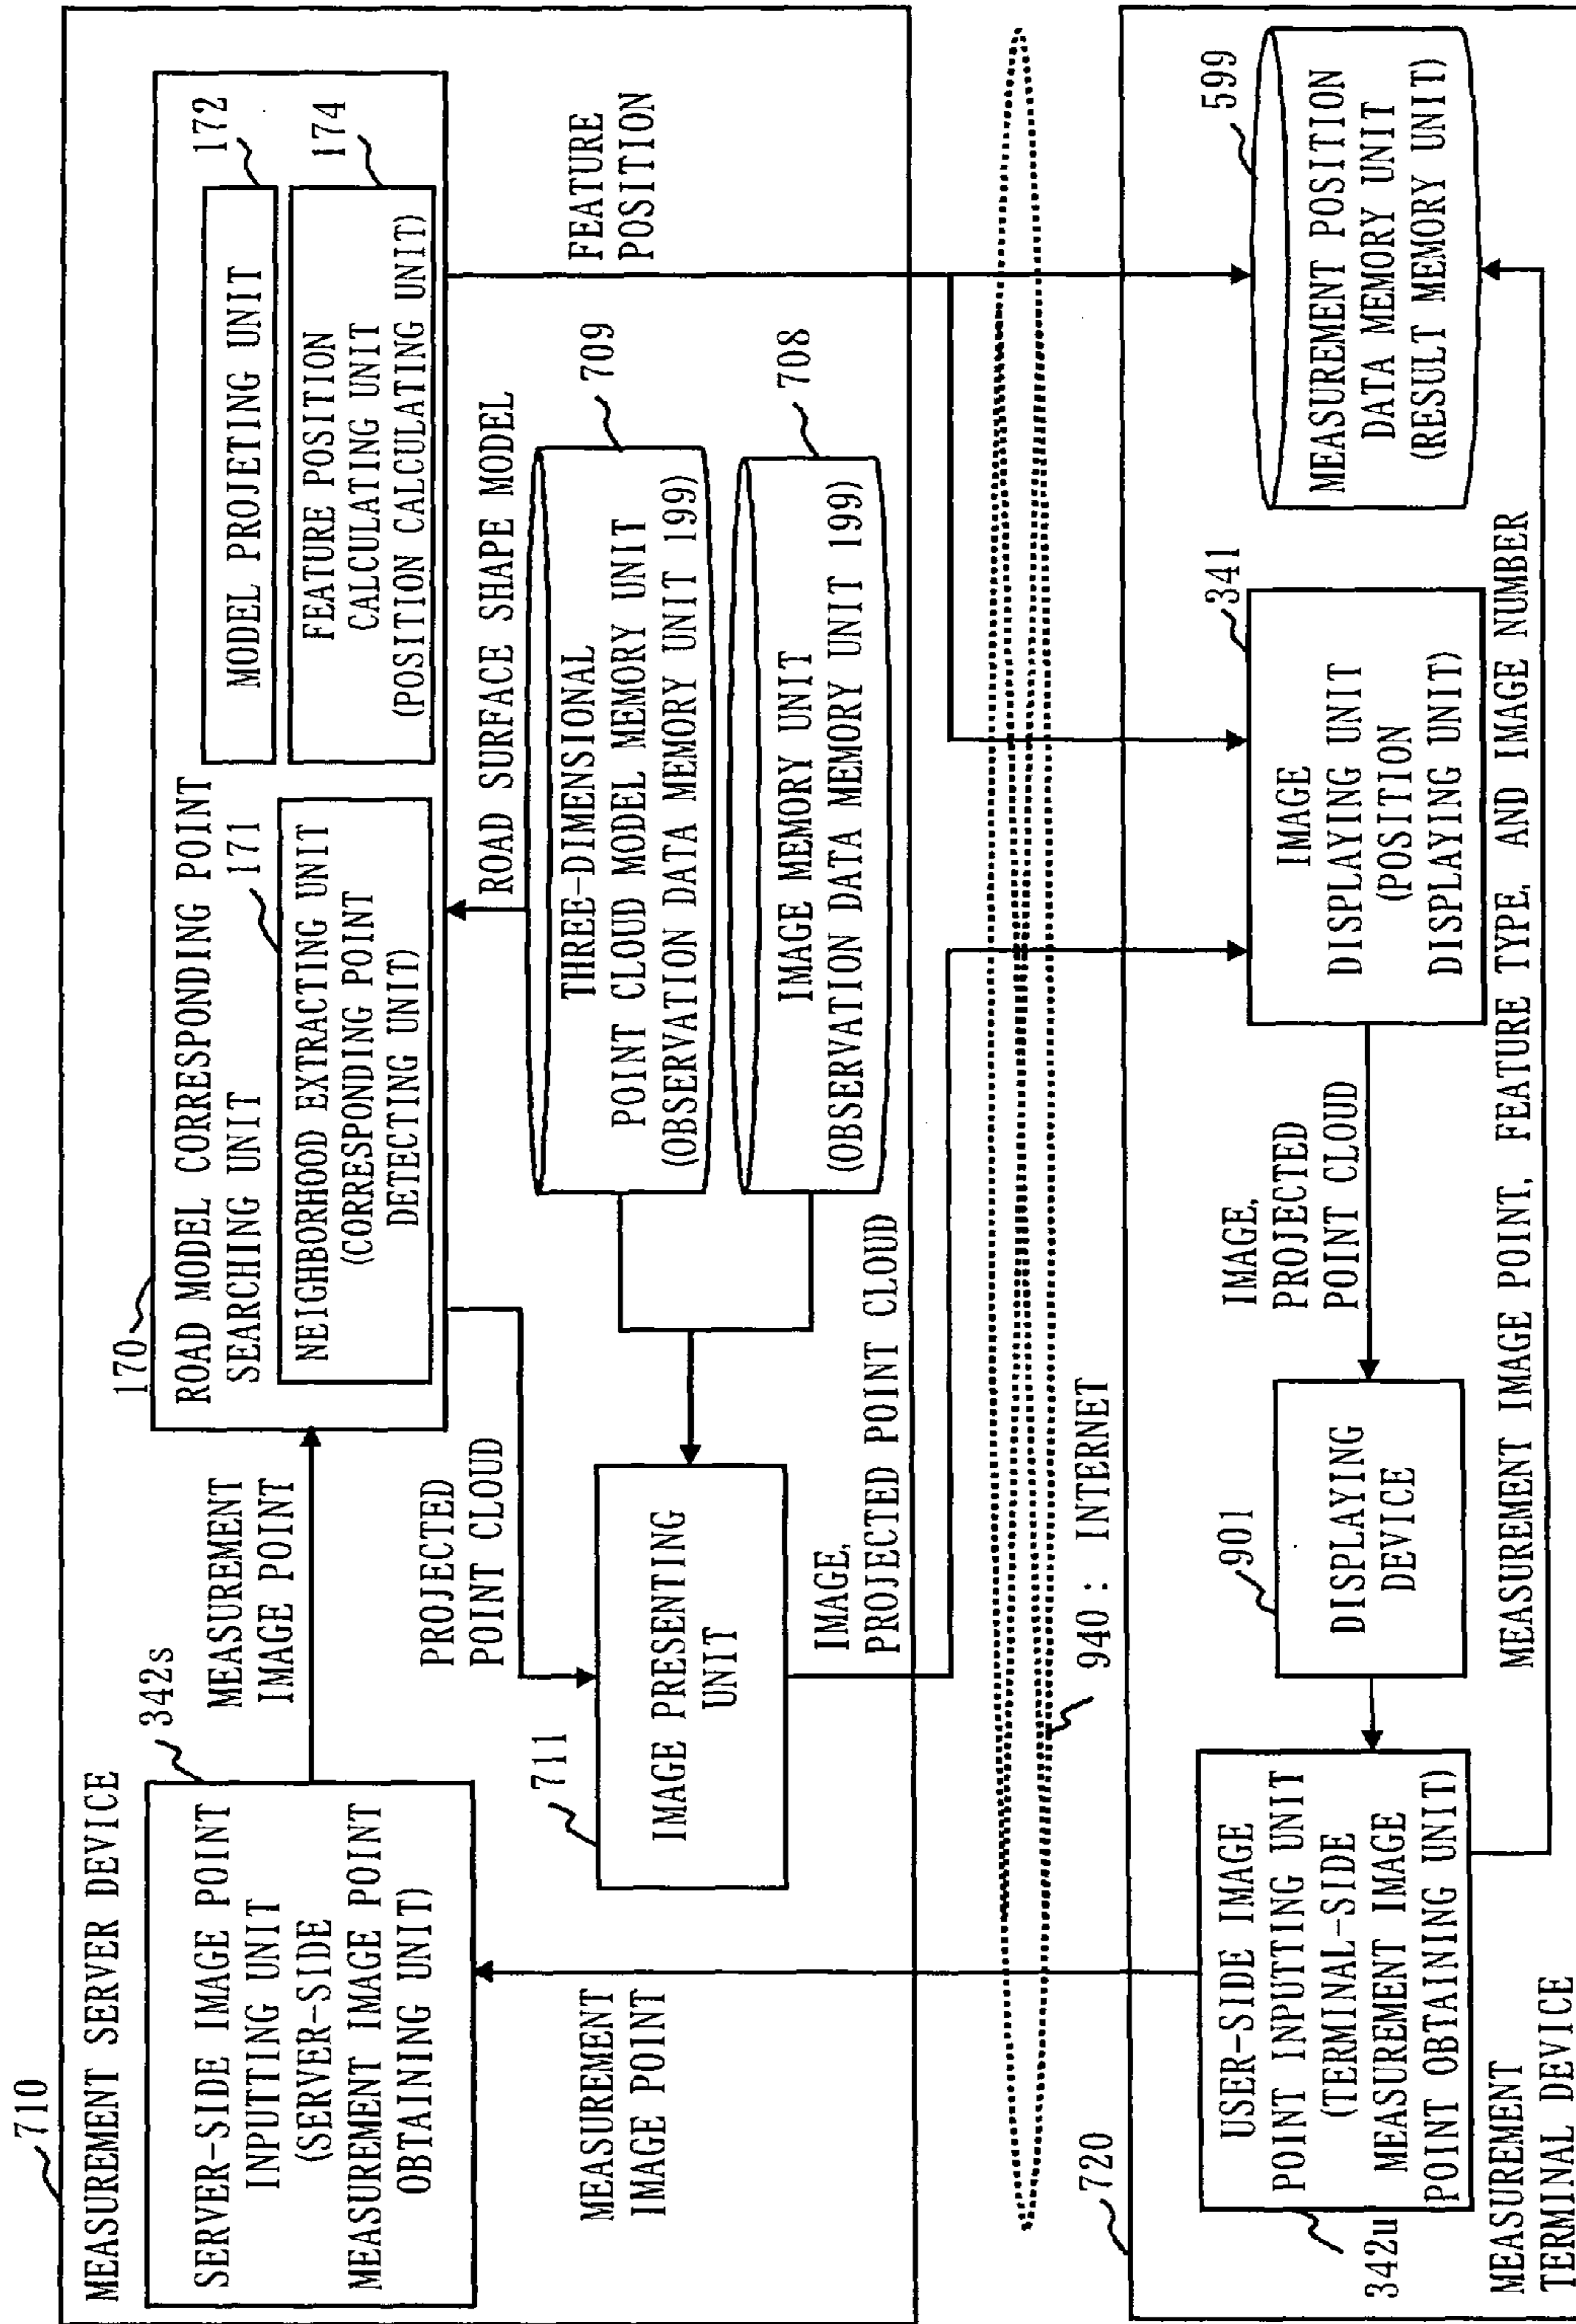 710
MEASUREMENT SERVER DEVICE
SERVER-SIDE IMAGE POINT
INPUTTING UNIT
(SERVER-SIDE
MEASUREMENT IMAGE POINT
OBTAINING UNIT)
342s
MEASUREMENT
IMAGE POINT
170
ROAD MODEL CORRESPONDING POINT
SEARCHING UNIT
171
NEIGHBORHOOD EXTRACTING UNIT
(CORRESPONDING POINT
DETECTING UNIT)
MODEL PROJETING UNIT
172
FEATURE POSITION
CALCULATING UNIT
(POSITION CALCULATING UNIT)
174
PROJECTED
POINT CLOUD
ROAD SURFACE SHAPE MODEL
FEATURE
POSITION
THREE-DIMENSIONAL
POINT CLOUD MODEL MEMORY UNIT
(OBSERVATION DATA MEMORY UNIT 199)
709
IMAGE MEMORY UNIT
(OBSERVATION DATA MEMORY UNIT 199)
708
711
IMAGE PRESENTING
UNIT
IMAGE,
PROJECTED POINT CLOUD
MEASUREMENT
IMAGE POINT
940 : INTERNET
720
USER-SIDE IMAGE
POINT INPUTTING UNIT
(TERMINAL-SIDE
MEASUREMENT IMAGE
POINT OBTAINING UNIT)
342u
901
DISPLAYING
DEVICE
IMAGE,
PROJECTED
POINT CLOUD
IMAGE
DISPLAYING UNIT
(POSITION
DISPLAYING UNIT)
341
MEASUREMENT POSITION
DATA MEMORY UNIT
(RESULT MEMORY UNIT)
599
MEASUREMENT IMAGE POINT, FEATURE TYPE, AND IMAGE NUMBER
MEASUREMENT
TERMINAL DEVICE